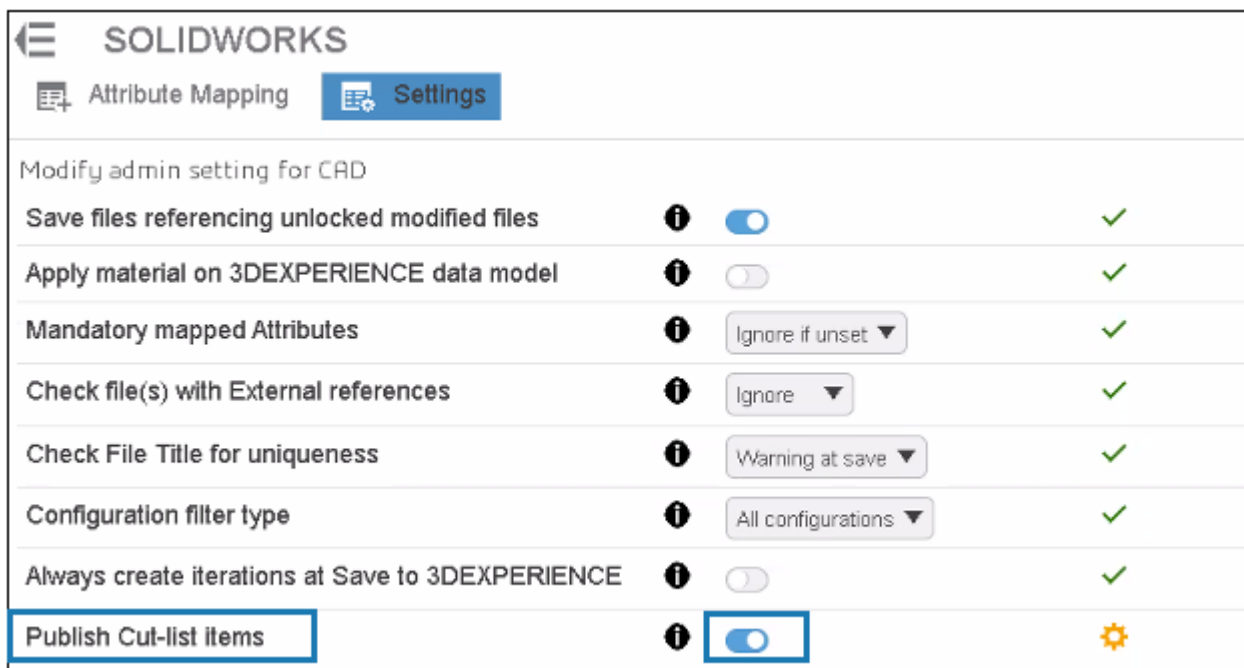 SOLIDWORKS
Attribute Mapping Settings
Modify admin setting for CAD
Save files referencing unlocked modified files
Apply material on 3DEXPERIENCE data model
Mandatory mapped Attributes Ignore if unset
Check file(s) with External references Ignore
Check File Title for uniqueness Warning at save
Configuration filter type All configurations
Always create iterations at Save to 3DEXPERIENCE
Publish Cut-list items